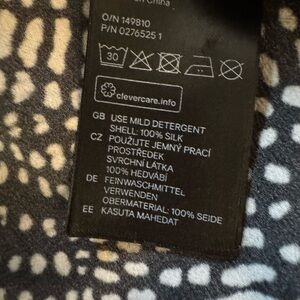 China
O/N 149810
P/N 0276525 1
30
clevercare.info
GB USE MILD DETERGENT
SHELL: 100% SILK
CZ POUŽIJTE JEMNÝ PRACÍ
PROSTŘEDEK
SVRCHNÍ LÁTKA
100% HEDVÁBÍ
DE FEINWASCHMITTEL
VERWENDEN
OBERMATERIAL: 100% SEIDE
EE KASUTA MAHEDAT